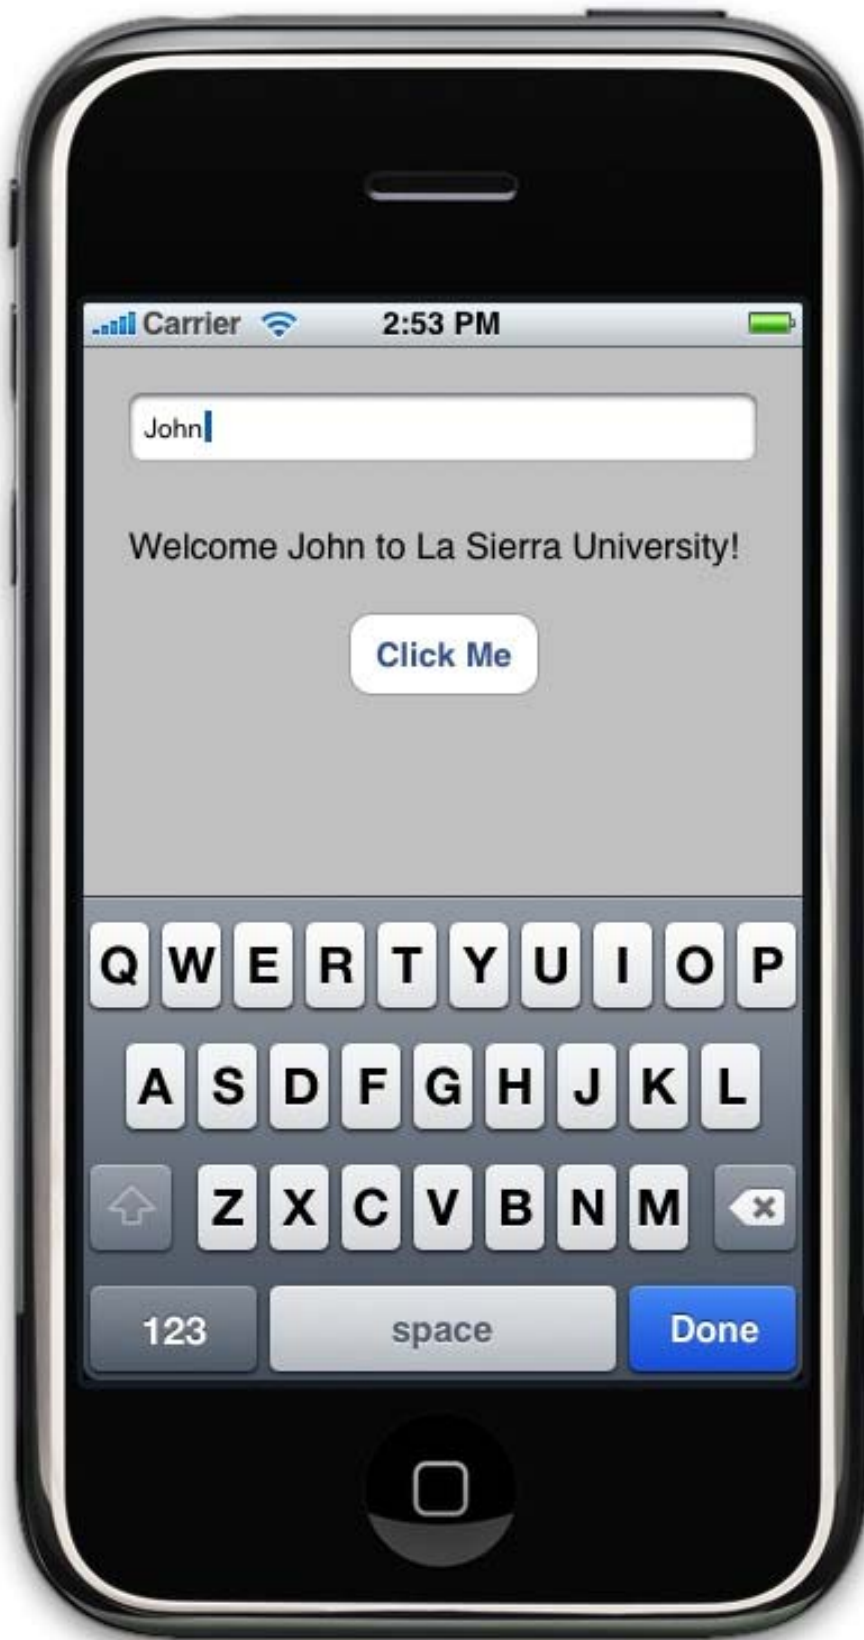 Carrier 2:53 PM
John
Welcome John to La Sierra University!
Click Me
Q W E R T Y U I O P
A S D F G H J K L
Z X C V B N M
123 space Done